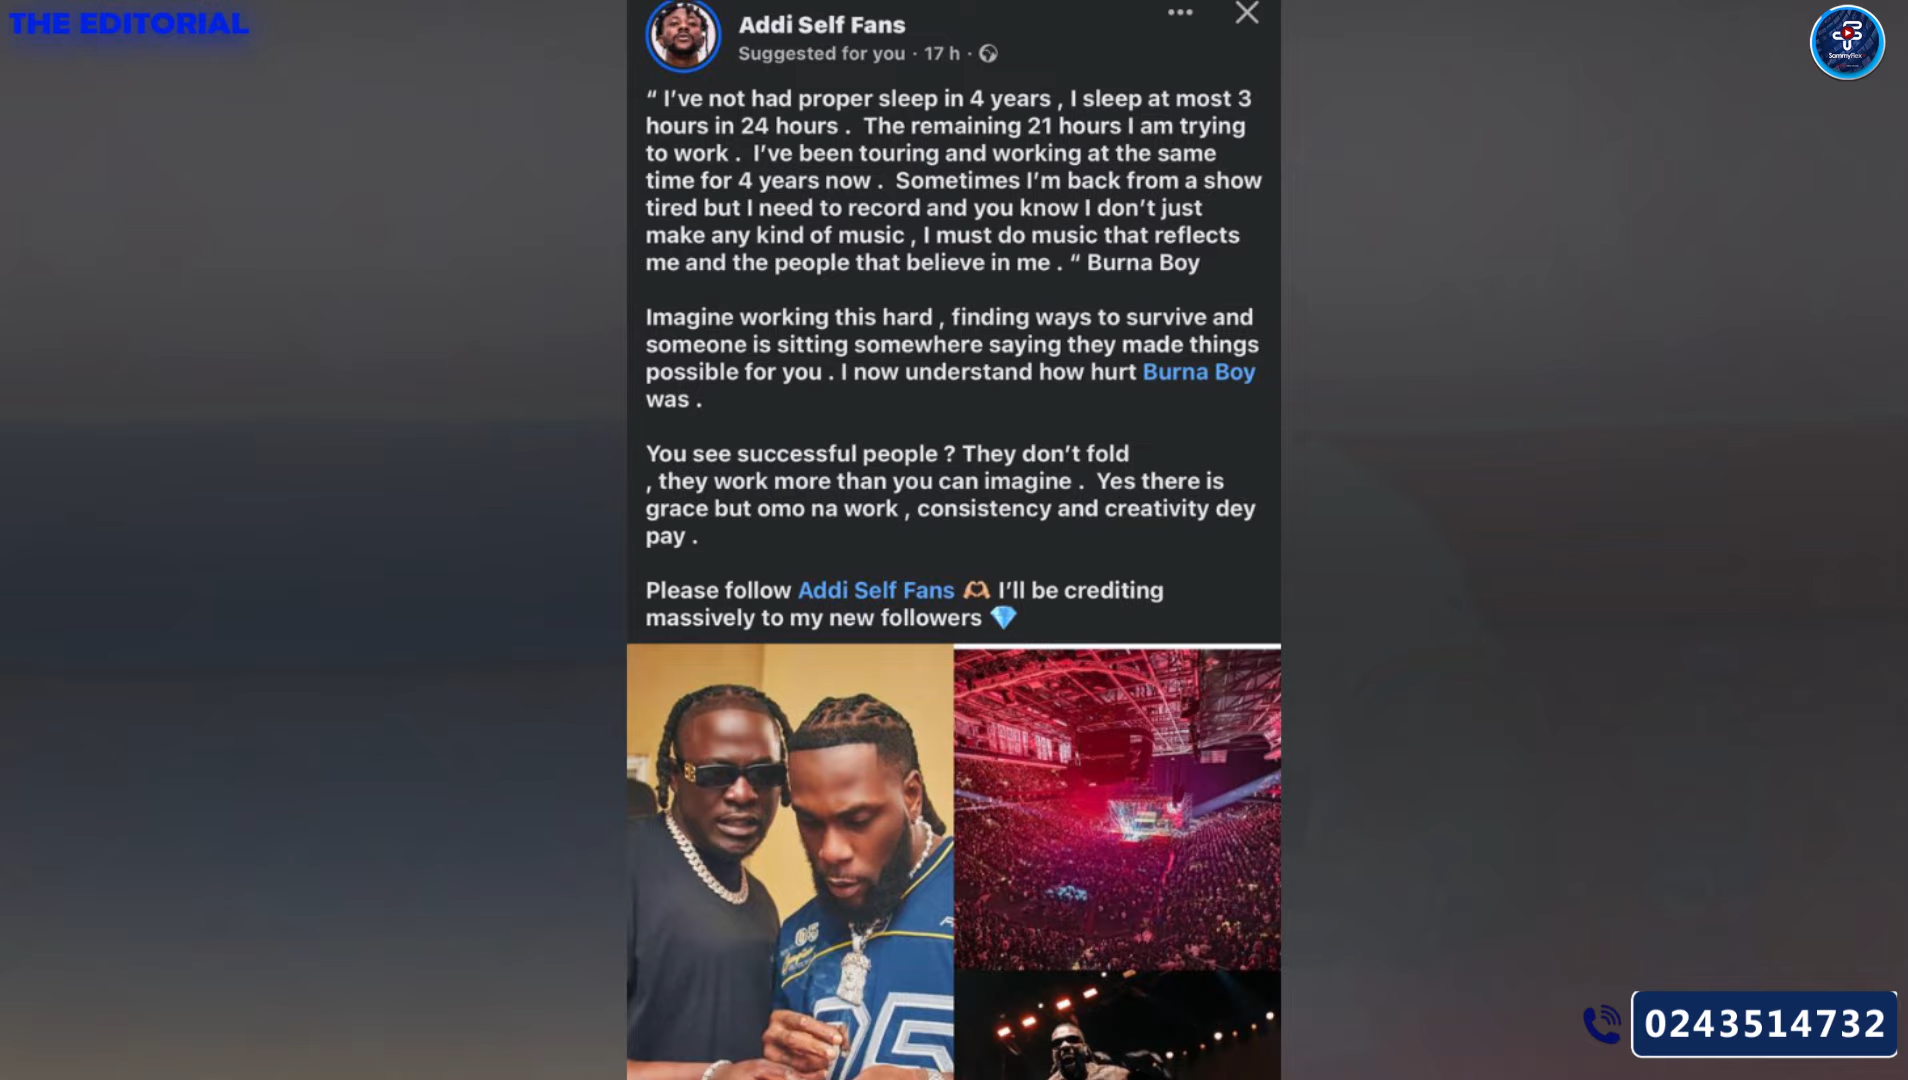 THE EDITORIAL
Addi Self Fans
Suggested for you · 17 h ·
“ I’ve not had proper sleep in 4 years , I sleep at most 3
hours in 24 hours .  The remaining 21 hours I am trying
to work .  I’ve been touring and working at the same
time for 4 years now .  Sometimes I’m back from a show
tired but I need to record and you know I don’t just
make any kind of music , I must do music that reflects
me and the people that believe in me . “ Burna Boy
Imagine working this hard , finding ways to survive and
someone is sitting somewhere saying they made things
possible for you . I now understand how hurt Burna Boy
was .
You see successful people ? They don’t fold
, they work more than you can imagine .  Yes there is
grace but omo na work , consistency and creativity dey
pay .
Please follow Addi Self Fans 🫶🏽 I’ll be crediting
massively to my new followers 💎
SammyFlex
0243514732